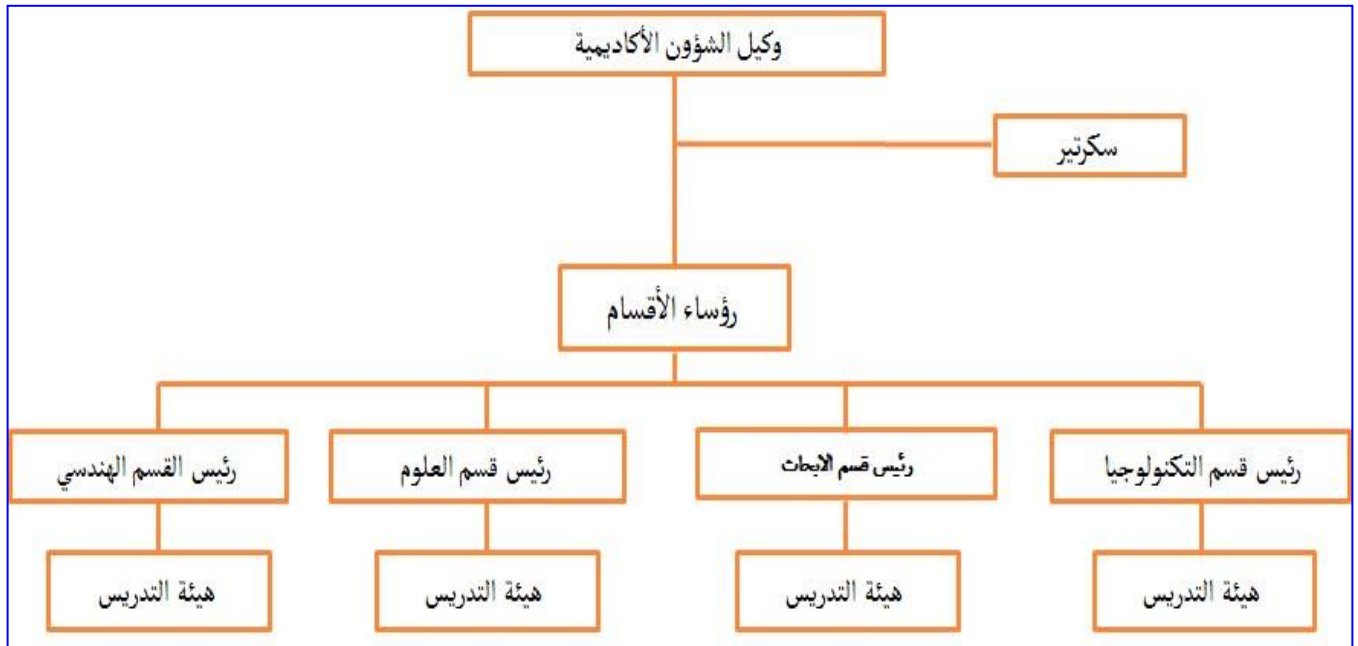 وكيل الشؤون الأكاديمية
سكرتير
رؤساء الأقسام
رئيس قسم التكنولوجيا
رئيس قسم الابحاث
رئيس قسم العلوم
رئيس القسم الهندسي
هيئة التدريس
هيئة التدريس
هيئة التدريس
هيئة التدريس